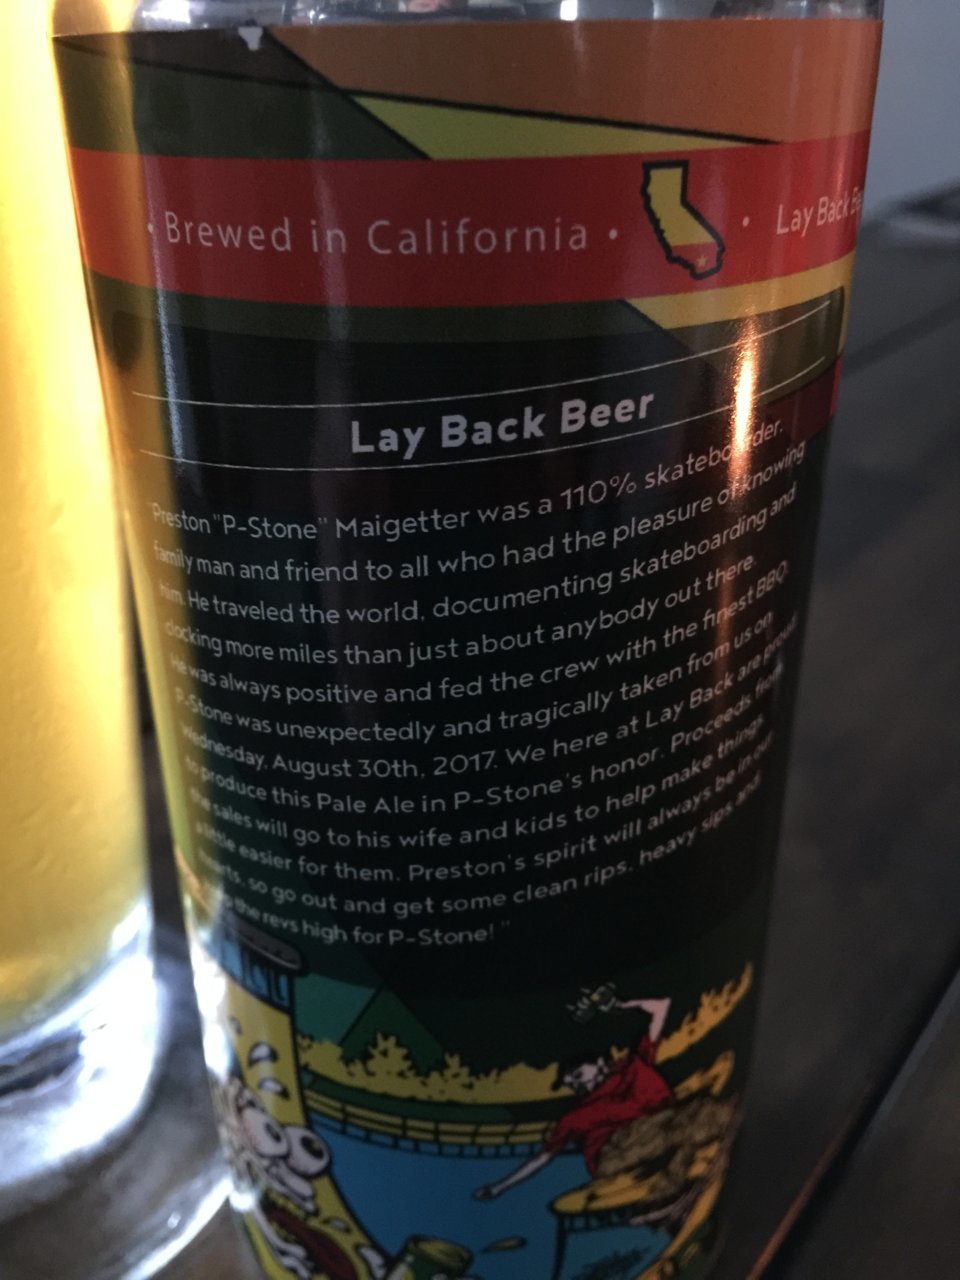 • Brewed in California •
• Lay Back Be
Lay Back Beer
"Preston "P-Stone" Maigetter was a 110% skateboarder,
family man and friend to all who had the pleasure of knowing
him. He traveled the world, documenting skateboarding and
clocking more miles than just about anybody out there.
He was always positive and fed the crew with the finest BBQ.
P-Stone was unexpectedly and tragically taken from us on
Wednesday, August 30th, 2017. We here at Lay Back are proud
to produce this Pale Ale in P-Stone's honor. Proceeds from
the sales will go to his wife and kids to help make things
a little easier for them. Preston's spirit will always be in our
hearts, so go out and get some clean rips, heavy sips and
the revs high for P-Stone! "